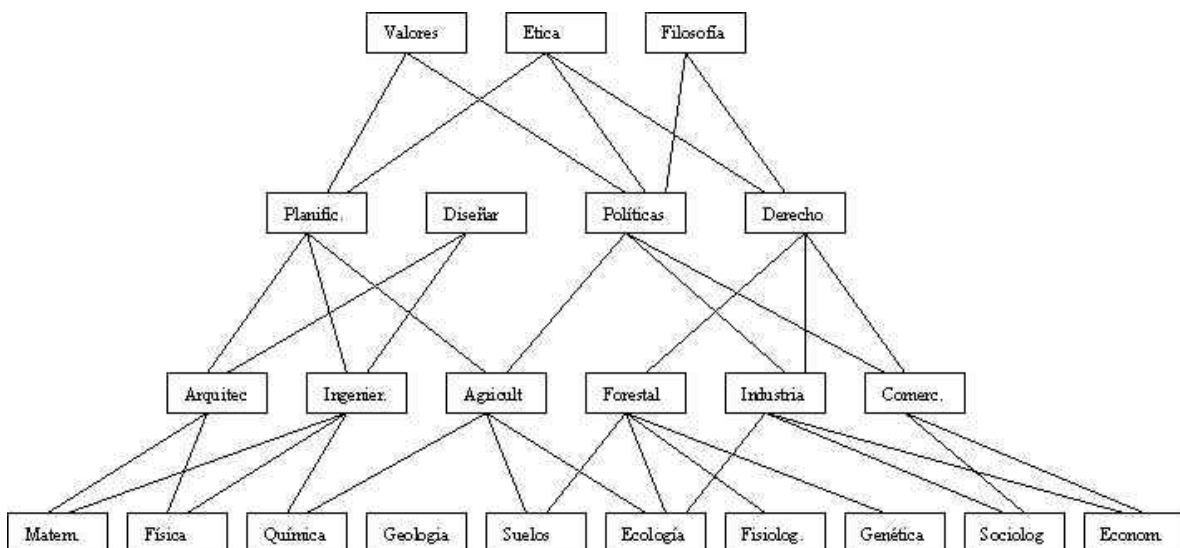 Valores Etica Filosofía
Planific. Diseñar Políticas Derecho
Arquitec Ingenier. Agricult Forestal Industria Comerc.
Matem. Física Química Geologia Suelos Ecología Fisiolog. Genética Sociolog Econom.